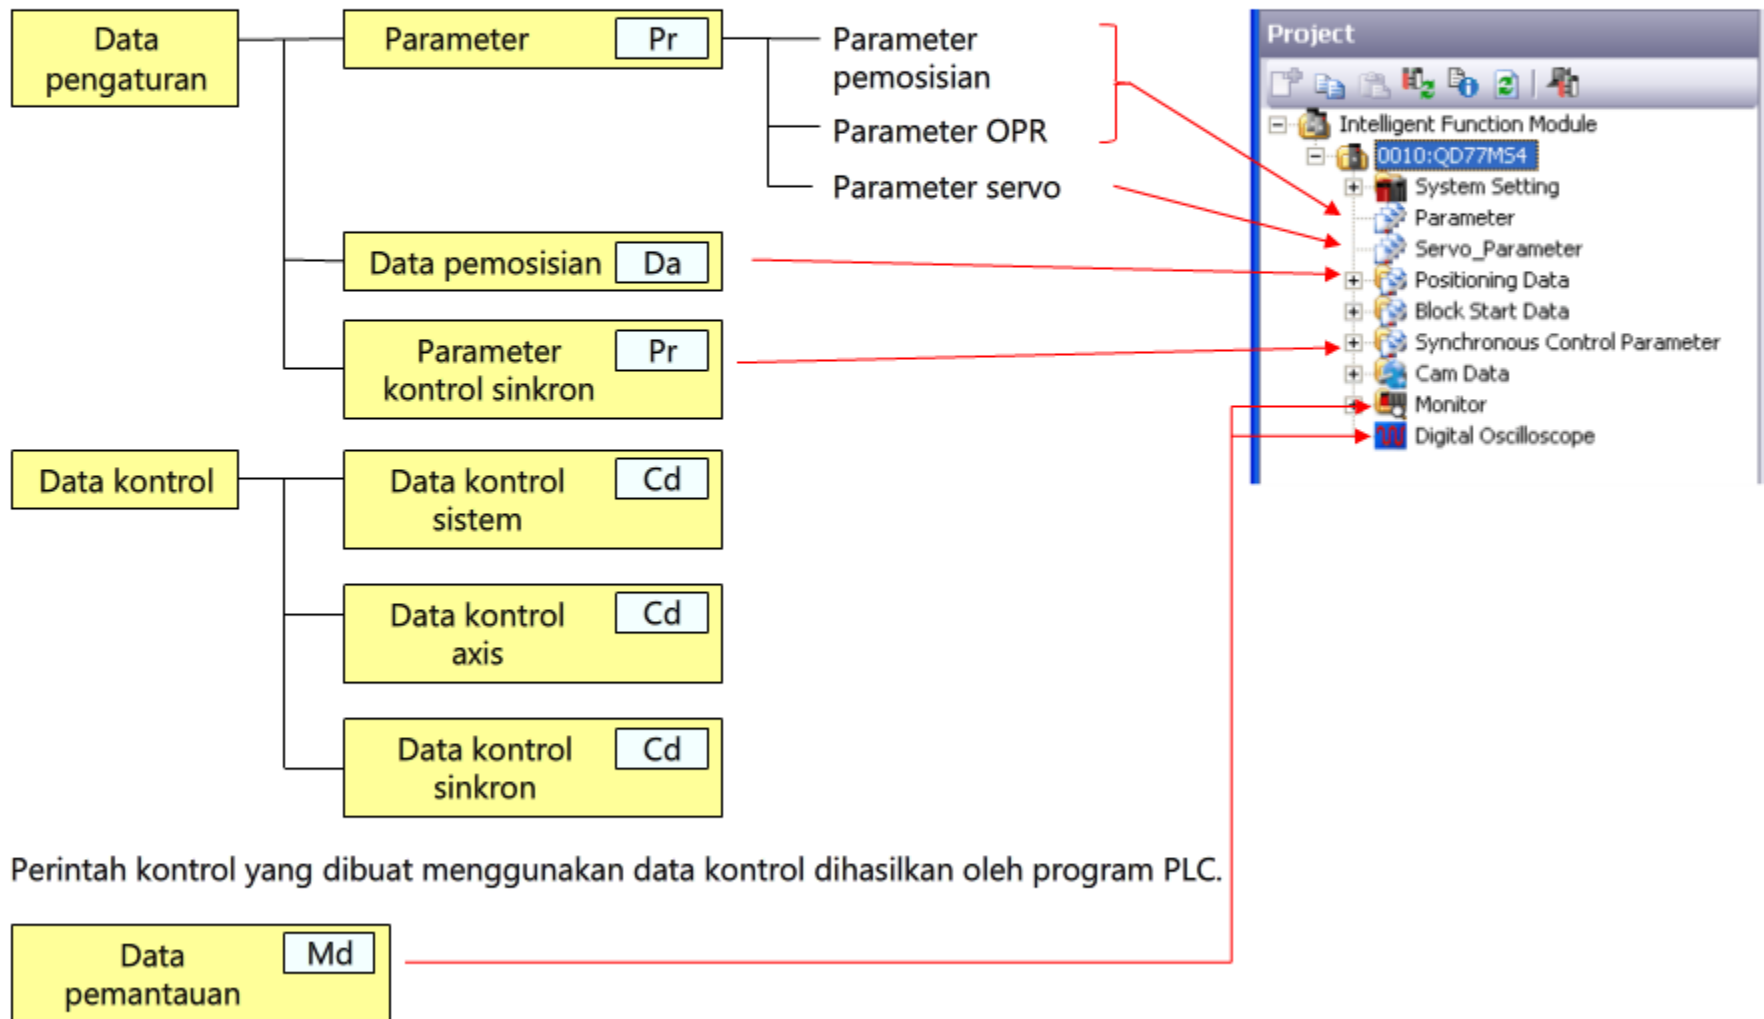 Data
pengaturan
Parameter
Pr
Parameter
pemosisian
Parameter OPR
Parameter servo
Data pemosisian
Da
Parameter
kontrol sinkron
Pr
Data kontrol
Data kontrol
sistem
Cd
Data kontrol
axis
Cd
Data kontrol
sinkron
Cd
Perintah kontrol yang dibuat menggunakan data kontrol dihasilkan oleh program PLC.
Data
pemantauan
Md
Project
Intelligent Function Module
0010:QD77MS4
System Setting
Parameter
Servo_Parameter
Positioning Data
Block Start Data
Synchronous Control Parameter
Cam Data
Monitor
Digital Oscilloscope